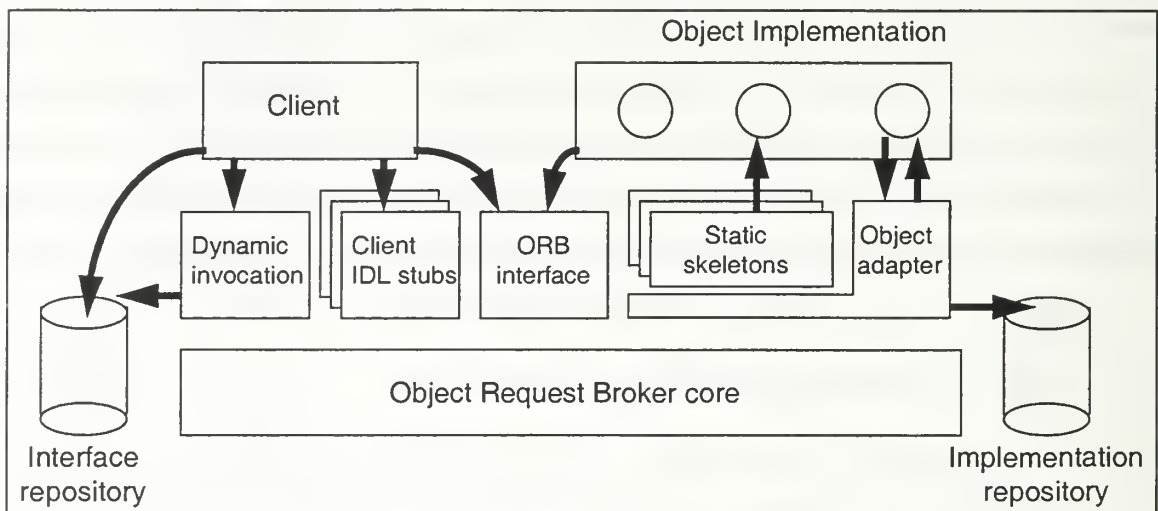 Object Implementation
Client
Dynamic
invocation
Client
IDL stubs
ORB
interface
Static
skeletons
Object
adapter
Object Request Broker core
Interface
repository
Implementation
repository